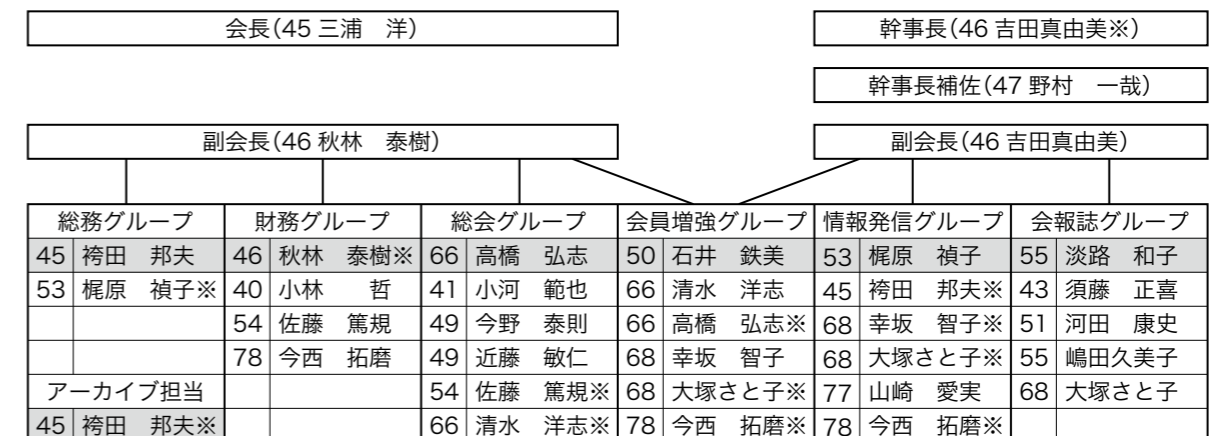 会長（45 三浦　洋）
幹事長（46 吉田真由美※）
幹事長補佐（47 野村　一哉）
副会長（46 秋林　泰樹）
副会長（46 吉田真由美）
総務グループ 財務グループ 総会グループ 会員増強グループ 情報発信グループ 会報誌グループ
45 袴田　邦夫 46 秋林　泰樹※ 66 高橋　弘志 50 石井　鉄美 53 梶原　禎子 55 淡路　和子
53 梶原　禎子※ 40 小林　　哲 41 小河　範也 66 清水　洋志 45 袴田　邦夫※ 43 須藤　正喜
54 佐藤　篤規 49 今野　泰則 66 高橋　弘志※ 68 幸坂　智子※ 51 河田　康史
78 今西　拓磨 49 近藤　敏仁 68 幸坂　智子 68 大塚さと子※ 55 嶋田久美子
アーカイブ担当 54 佐藤　篤規※ 68 大塚さと子※ 77 山崎　愛実 68 大塚さと子
45 袴田　邦夫※ 66 清水　洋志※ 78 今西　拓磨※ 78 今西　拓磨※